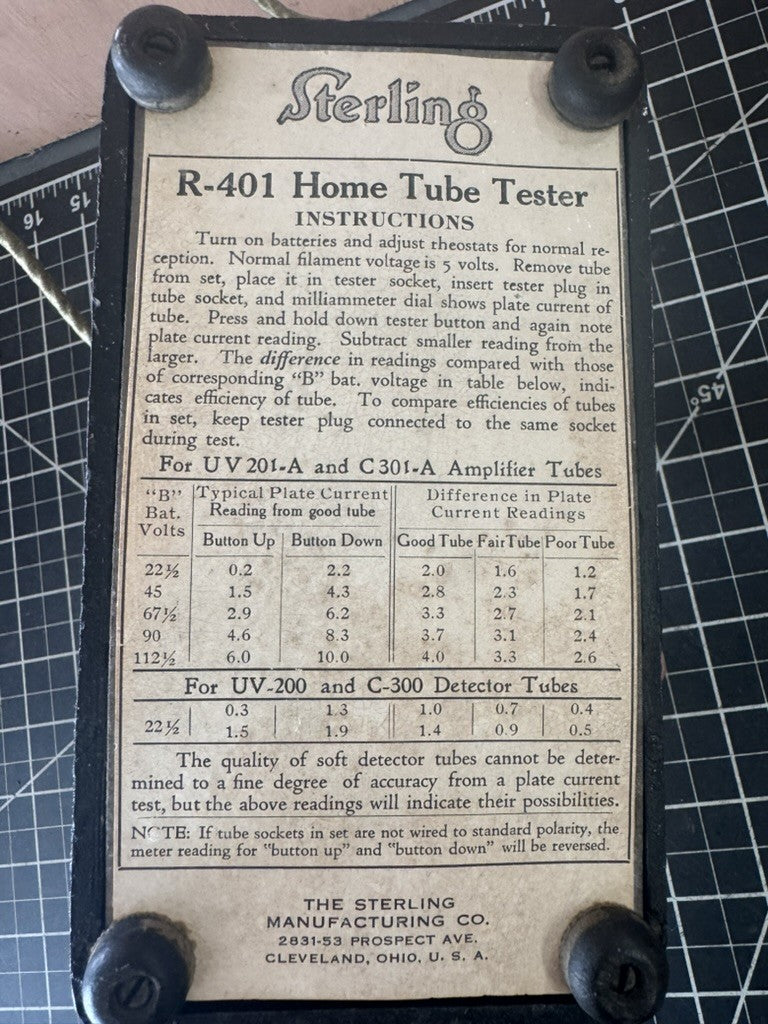 Sterling
R-401 Home Tube Tester
INSTRUCTIONS
Turn on batteries and adjust rheostats for normal re-
ception. Normal filament voltage is 5 volts. Remove tube
from set, place it in tester socket, insert tester plug in
tube socket, and milliammeter dial shows plate current of
tube. Press and hold down tester button and again note
plate current reading. Subtract smaller reading from the
larger. The difference in readings compared with those
of corresponding "B" bat. voltage in table below, indi-
cates efficiency of tube. To compare efficiencies of tubes
in set, keep tester plug connected to the same socket
during test.
For UV 201-A and C 301-A Amplifier Tubes
"B" Bat. Volts | Typical Plate Current Reading from good tube | Difference in Plate Current Readings
Button Up | Button Down | Good Tube | Fair Tube | Poor Tube
22½ 0.2 2.2 2.0 1.6 1.2
45 1.5 4.3 2.8 2.3 1.7
67½ 2.9 6.2 3.3 2.7 2.1
90 4.6 8.3 3.7 3.1 2.4
112½ 6.0 10.0 4.0 3.3 2.6
For UV-200 and C-300 Detector Tubes
0.3 1.3 1.0 0.7 0.4
22½ 1.5 1.9 1.4 0.9 0.5
The quality of soft detector tubes cannot be deter-
mined to a fine degree of accuracy from a plate current
test, but the above readings will indicate their possibilities.
NOTE: If tube sockets in set are not wired to standard polarity, the
meter reading for "button up" and "button down" will be reversed.
THE STERLING
MANUFACTURING CO.
2831-53 PROSPECT AVE.
CLEVELAND, OHIO, U. S. A.
16 15
45°